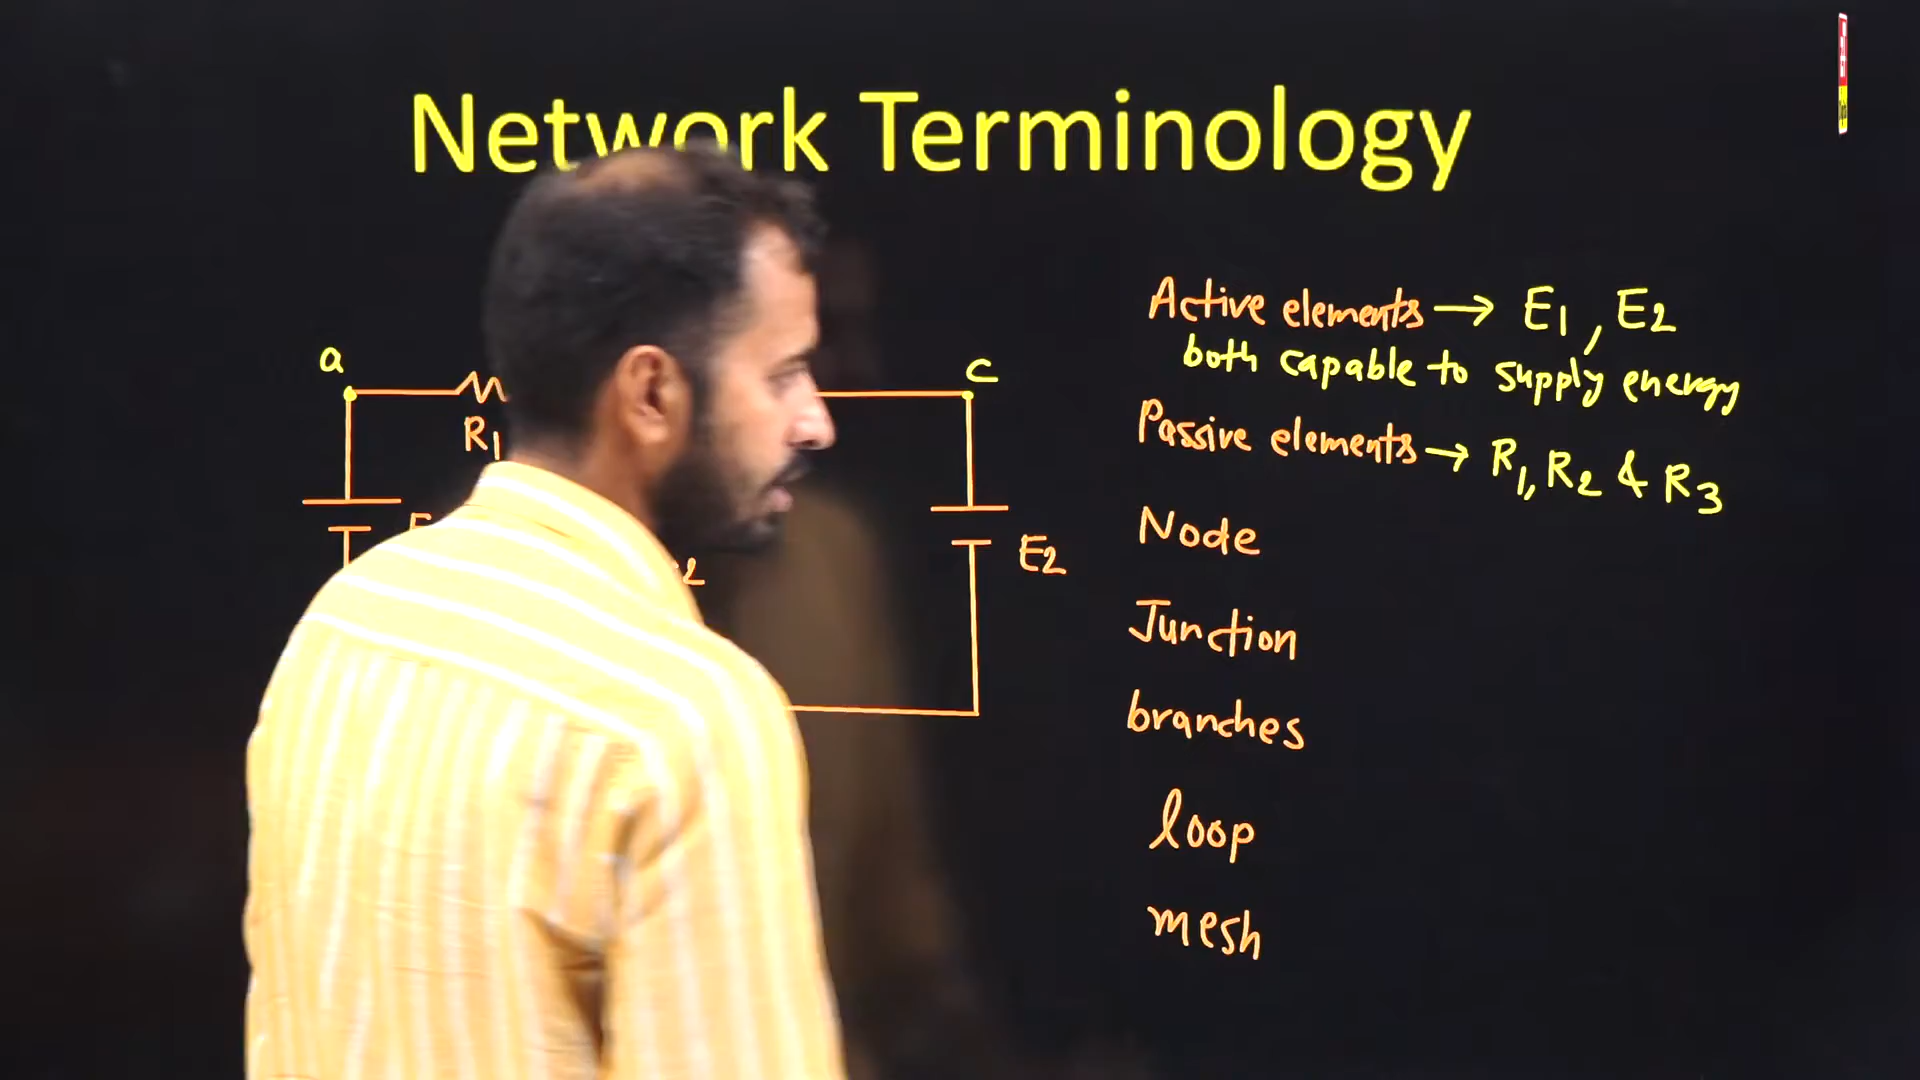 Network Terminology
Active elements → E1, E2
both capable to supply energy
a
c
R1
Passive elements → R1, R2 & R3
Node
E2
Junction
branches
loop
mesh